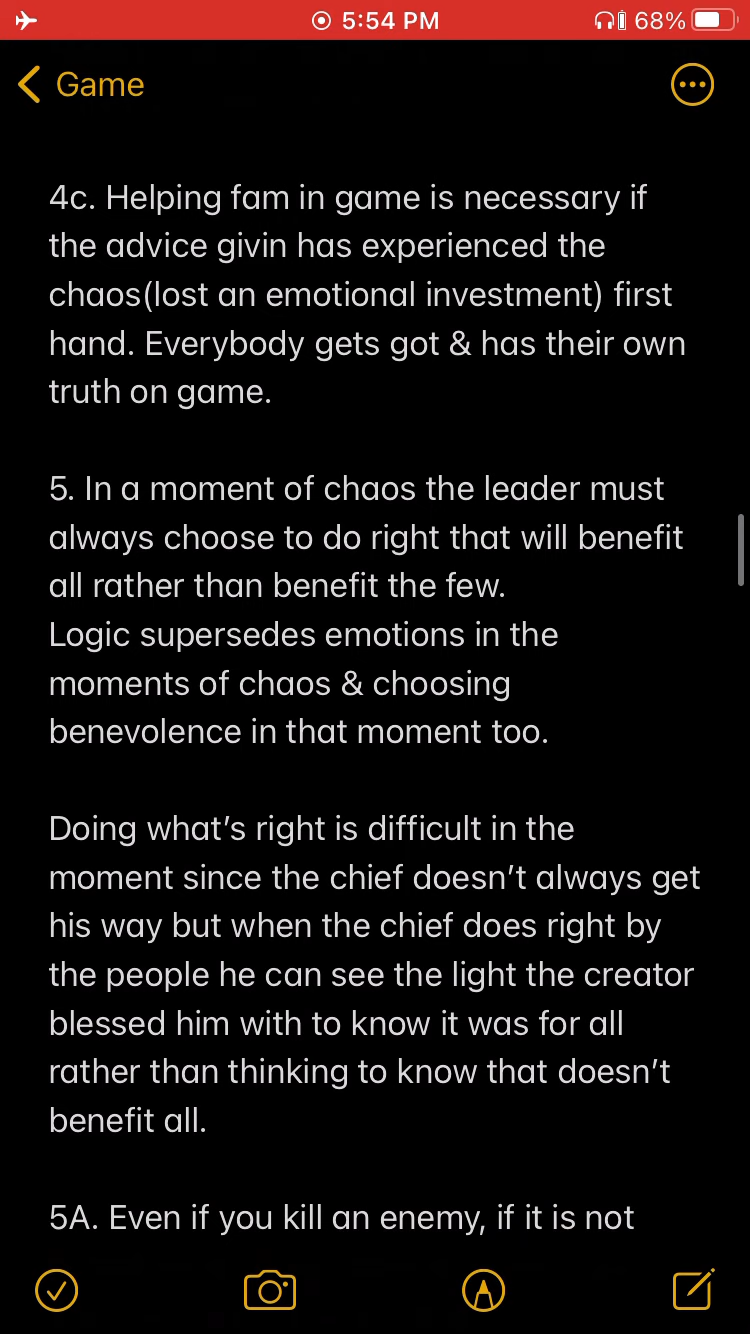 5:54 PM
68%
Game
4c. Helping fam in game is necessary if
the advice givin has experienced the
chaos(lost an emotional investment) first
hand. Everybody gets got & has their own
truth on game.
5. In a moment of chaos the leader must
always choose to do right that will benefit
all rather than benefit the few.
Logic supersedes emotions in the
moments of chaos & choosing
benevolence in that moment too.
Doing what’s right is difficult in the
moment since the chief doesn’t always get
his way but when the chief does right by
the people he can see the light the creator
blessed him with to know it was for all
rather than thinking to know that doesn’t
benefit all.
5A. Even if you kill an enemy, if it is not